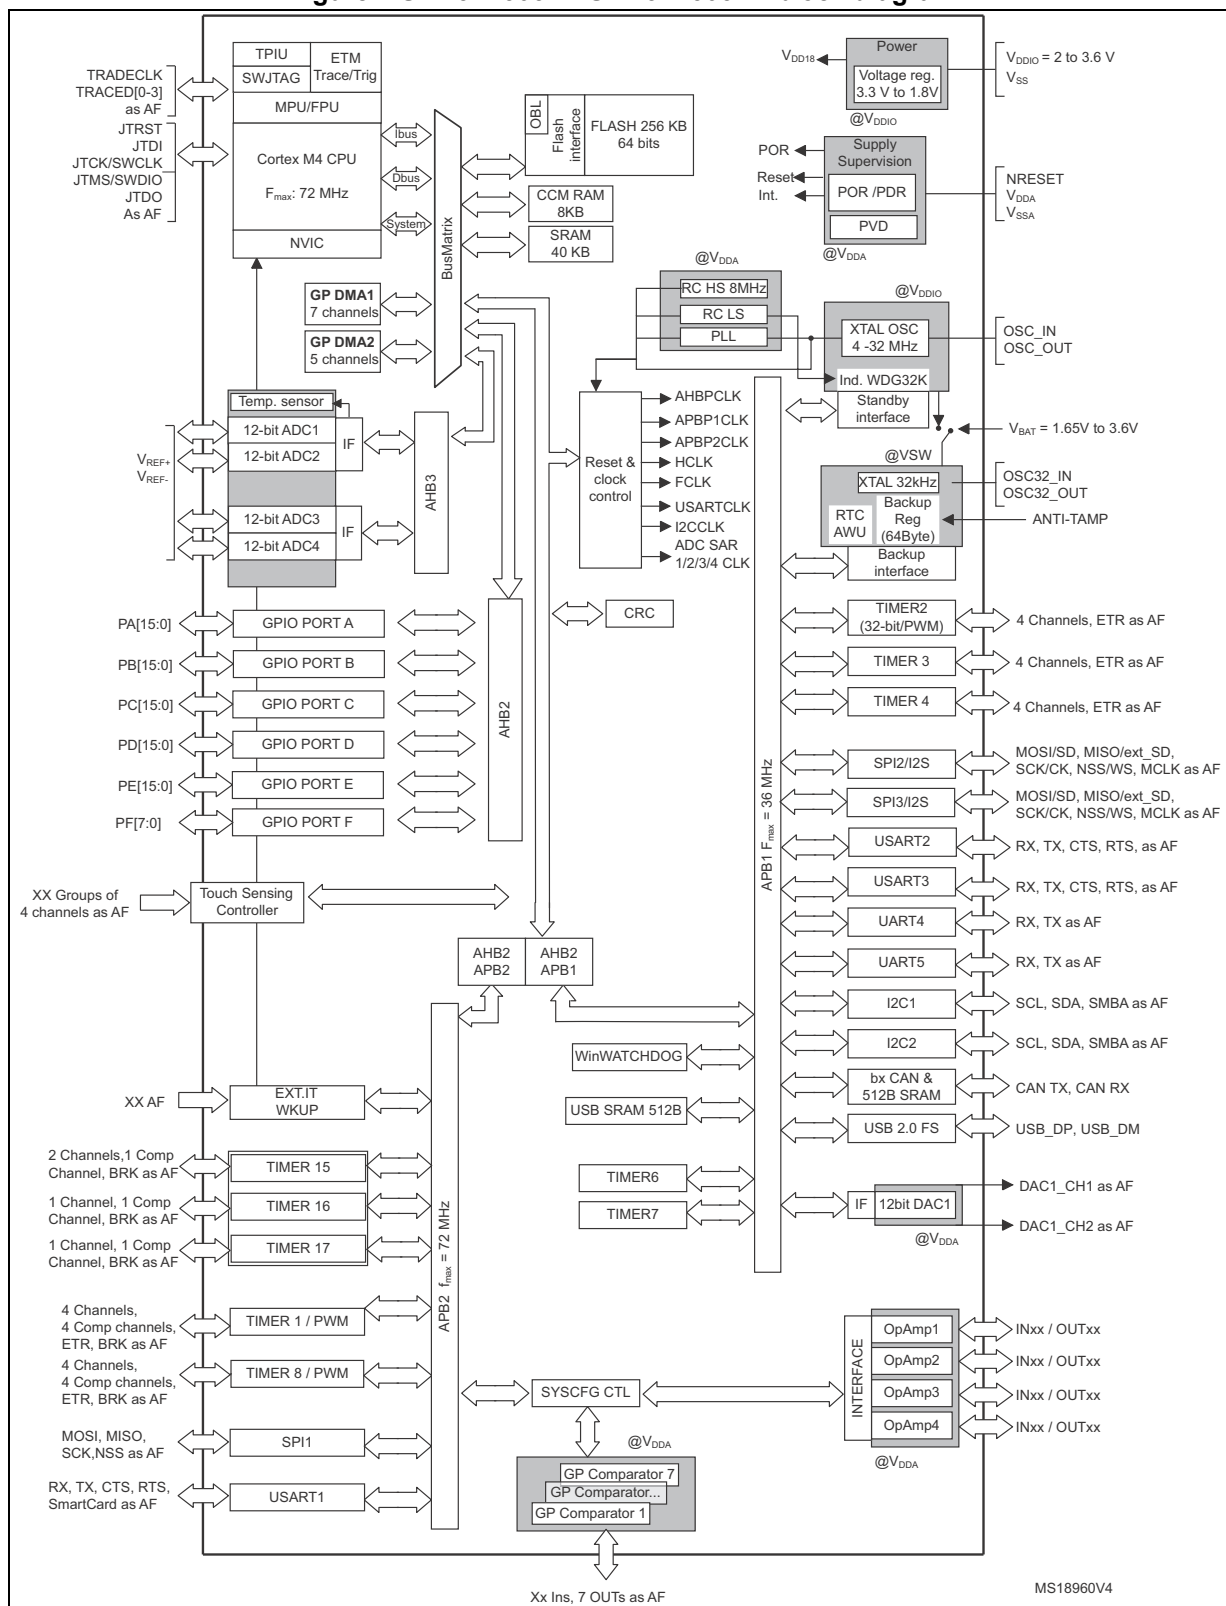 TPIU
ETM
Trace/Trig
SWJTAG
MPU/FPU
Cortex M4 CPU
Fmax: 72 MHz
NVIC
TRADECLK
TRACED[0-3]
as AF
JTRST
JTDI
JTCK/SWCLK
JTMS/SWDIO
JTDO
As AF
Ibus
Dbus
System
BusMatrix
OBL
Flash
interface
FLASH 256 KB
64 bits
CCM RAM
8KB
SRAM
40 KB
GP DMA1
7 channels
GP DMA2
5 channels
Power
VDD18
Voltage reg.
3.3 V to 1.8V
VDDIO = 2 to 3.6 V
VSS
@VDDIO
Supply
Supervision
POR
Reset
Int.
POR /PDR
PVD
NRESET
VDDA
VSSA
@VDDA
@VDDA
RC HS 8MHz
RC LS
PLL
@VDDIO
XTAL OSC
4 -32 MHz
OSC_IN
OSC_OUT
Ind. WDG32K
Standby
interface
VBAT = 1.65V to 3.6V
@VSW
XTAL 32kHz
OSC32_IN
OSC32_OUT
RTC
AWU
Backup
Reg
(64Byte)
ANTI-TAMP
Backup
interface
Reset &
clock
control
AHBPCLK
APBP1CLK
APBP2CLK
HCLK
FCLK
USARTCLK
I2CCLK
ADC SAR
1/2/3/4 CLK
Temp. sensor
12-bit ADC1
12-bit ADC2
IF
VREF+
VREF-
12-bit ADC3
12-bit ADC4
IF
AHB3
CRC
PA[15:0]
GPIO PORT A
PB[15:0]
GPIO PORT B
PC[15:0]
GPIO PORT C
PD[15:0]
GPIO PORT D
PE[15:0]
GPIO PORT E
PF[7:0]
GPIO PORT F
AHB2
XX Groups of
4 channels as AF
Touch Sensing
Controller
AHB2
APB2
AHB2
APB1
APB1 Fmax = 36 MHz
TIMER2
(32-bit/PWM)
4 Channels, ETR as AF
TIMER 3
4 Channels, ETR as AF
TIMER 4
4 Channels, ETR as AF
SPI2/I2S
MOSI/SD, MISO/ext_SD,
SCK/CK, NSS/WS, MCLK as AF
SPI3/I2S
MOSI/SD, MISO/ext_SD,
SCK/CK, NSS/WS, MCLK as AF
USART2
RX, TX, CTS, RTS, as AF
USART3
RX, TX, CTS, RTS, as AF
UART4
RX, TX as AF
UART5
RX, TX as AF
I2C1
SCL, SDA, SMBA as AF
I2C2
SCL, SDA, SMBA as AF
bx CAN &
512B SRAM
CAN TX, CAN RX
USB 2.0 FS
USB_DP, USB_DM
IF
12bit DAC1
DAC1_CH1 as AF
DAC1_CH2 as AF
@VDDA
WinWATCHDOG
USB SRAM 512B
TIMER6
TIMER7
XX AF
EXT.IT
WKUP
2 Channels,1 Comp
Channel, BRK as AF
TIMER 15
1 Channel, 1 Comp
Channel, BRK as AF
TIMER 16
1 Channel, 1 Comp
Channel, BRK as AF
TIMER 17
4 Channels,
4 Comp channels,
ETR, BRK as AF
TIMER 1 / PWM
4 Channels,
4 Comp channels,
ETR, BRK as AF
TIMER 8 / PWM
MOSI, MISO,
SCK,NSS as AF
SPI1
RX, TX, CTS, RTS,
SmartCard as AF
USART1
APB2 fmax = 72 MHz
SYSCFG CTL
@VDDA
GP Comparator 7
GP Comparator...
GP Comparator 1
Xx Ins, 7 OUTs as AF
INTERFACE
OpAmp1
INxx / OUTxx
OpAmp2
INxx / OUTxx
OpAmp3
INxx / OUTxx
OpAmp4
INxx / OUTxx
@VDDA
MS18960V4